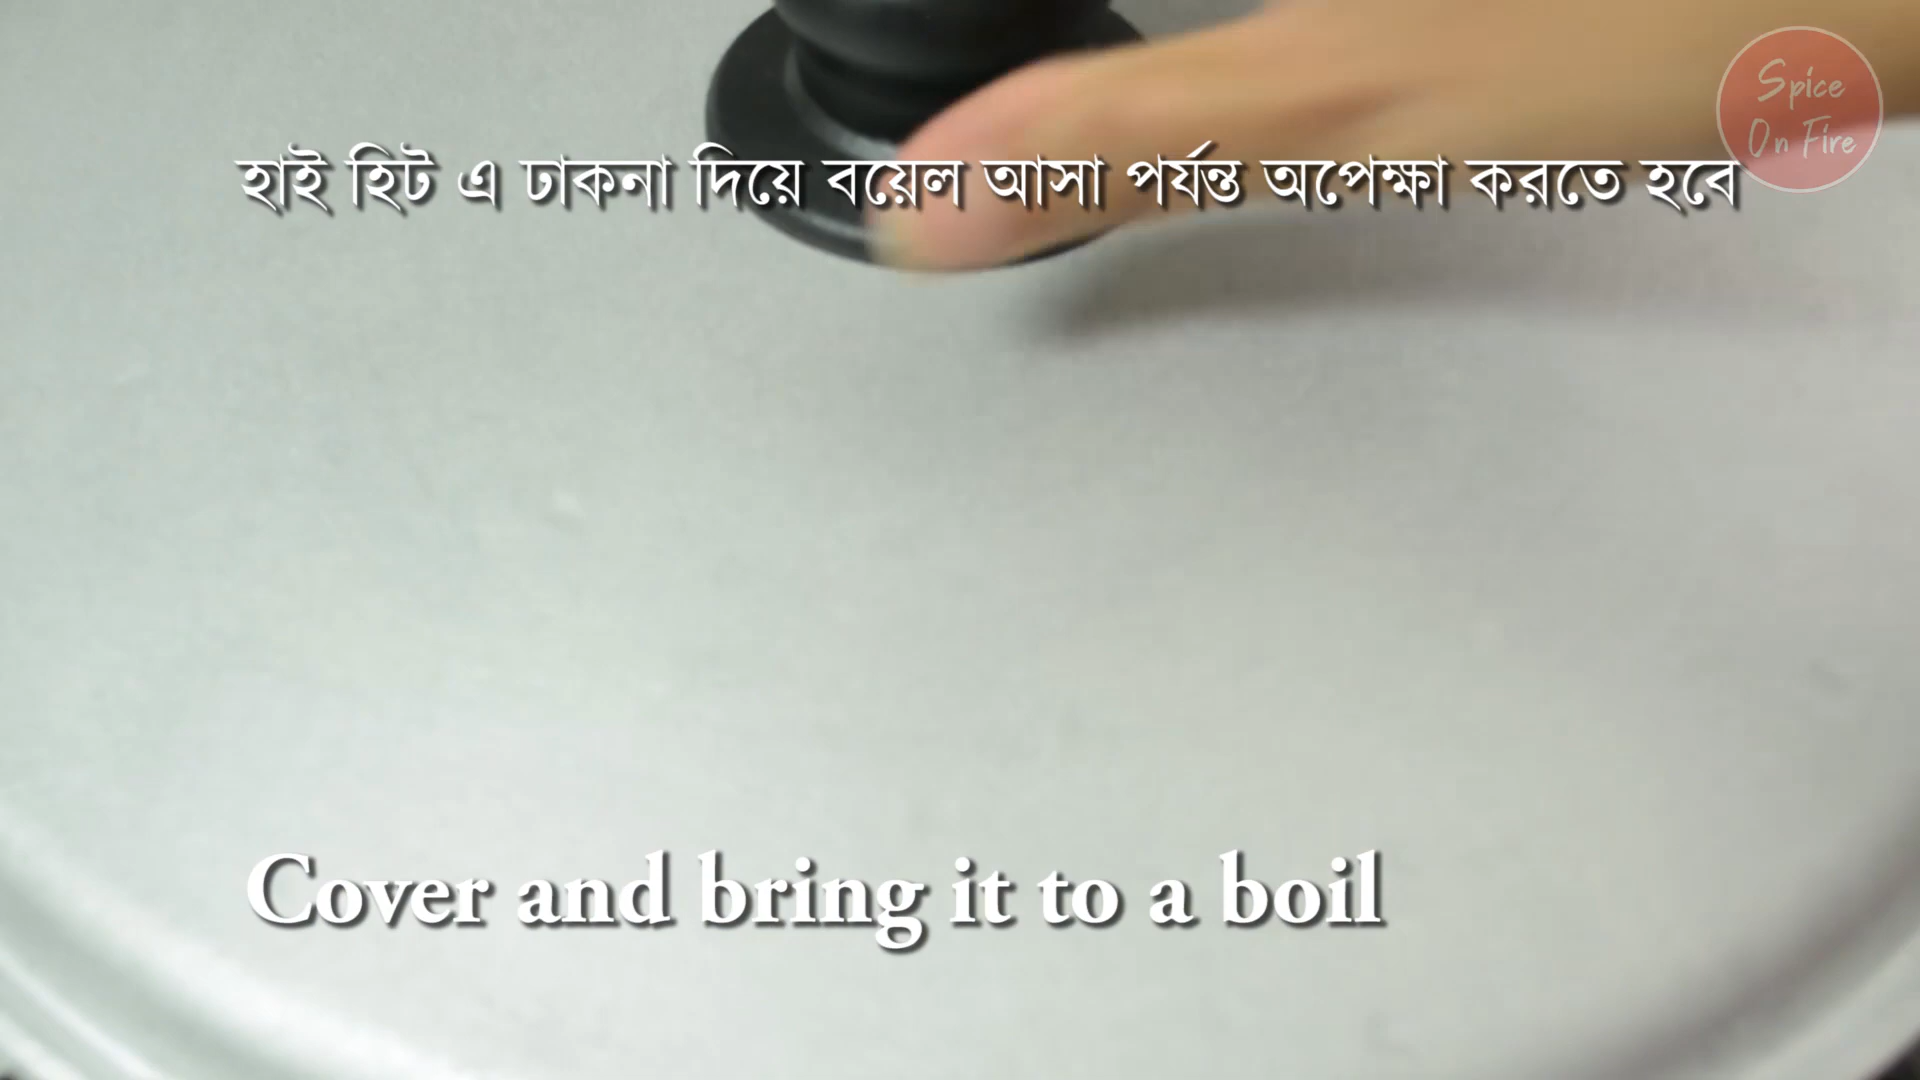 Spice
On Fire
হাই হিট এ ঢাকনা দিয়ে বয়েল আসা পর্যন্ত অপেক্ষা করতে হবে
Cover and bring it to a boil